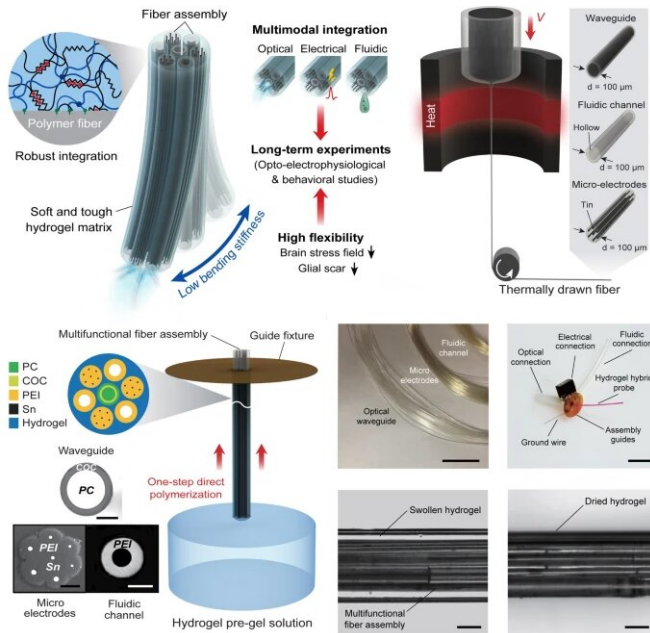 Fiber assembly
Polymer fiber
Robust integration
Soft and tough
hydrogel matrix
Low bending stiffness
Multimodal integration
Optical
Electrical
Fluidic
Long-term experiments
(Opto-electrophysiological
& behavioral studies)
High flexibility
Brain stress field
Glial scar
V
Heat
Thermally drawn fiber
Waveguide
d = 100 μm
Fluidic channel
Hollow
d = 100 μm
Micro-electrodes
Tin
d = 100 μm
Multifunctional fiber assembly
Guide fixture
PC
COC
PEI
Sn
Hydrogel
Waveguide
COC
PC
One-step direct
polymerization
PEI
Sn
PEI
Micro
electrodes
Fluidic
channel
Hydrogel pre-gel solution
Fluidic
channel
Micro
electrodes
Optical
waveguide
Electrical
connection
Fluidic
connection
Optical
connection
Hydrogel hybrid
probe
Ground wire
Assembly
guides
Swollen hydrogel
Multifunctional
fiber assembly
Dried hydrogel